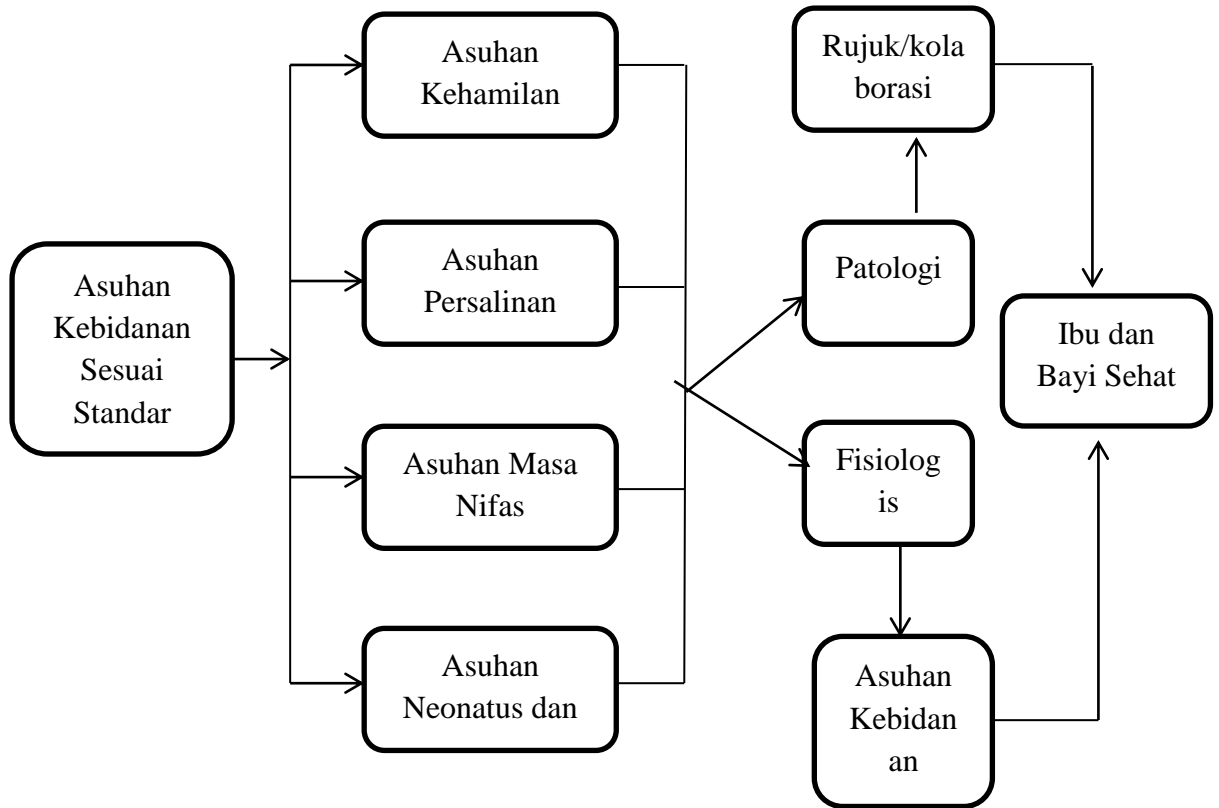 Asuhan
Kebidanan
Sesuai
Standar
Asuhan
Kehamilan
Asuhan
Persalinan
Asuhan Masa
Nifas
Asuhan
Neonatus dan
Rujuk/kola
borasi
Patologi
Fisiolog
is
Asuhan
Kebidan
an
Ibu dan
Bayi Sehat